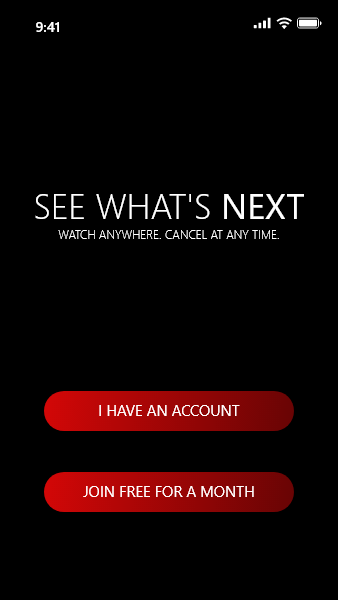 9:41
SEE WHAT'S NEXT
WATCH ANYWHERE. CANCEL AT ANY TIME.
I HAVE AN ACCOUNT
JOIN FREE FOR A MONTH